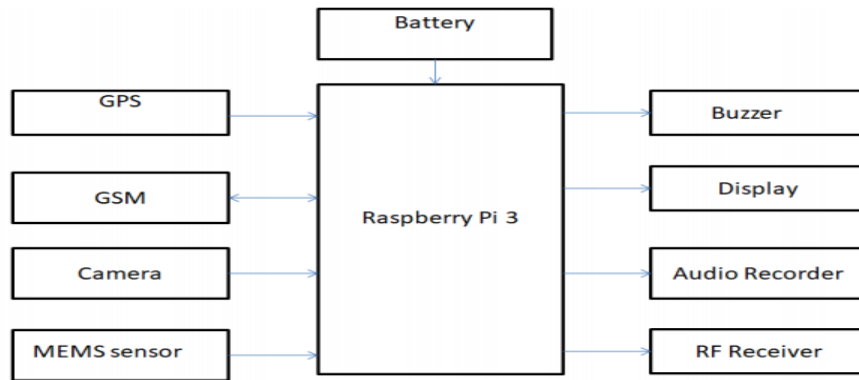 Battery
GPS
GSM
Camera
MEMS sensor
Raspberry Pi 3
Buzzer
Display
Audio Recorder
RF Receiver